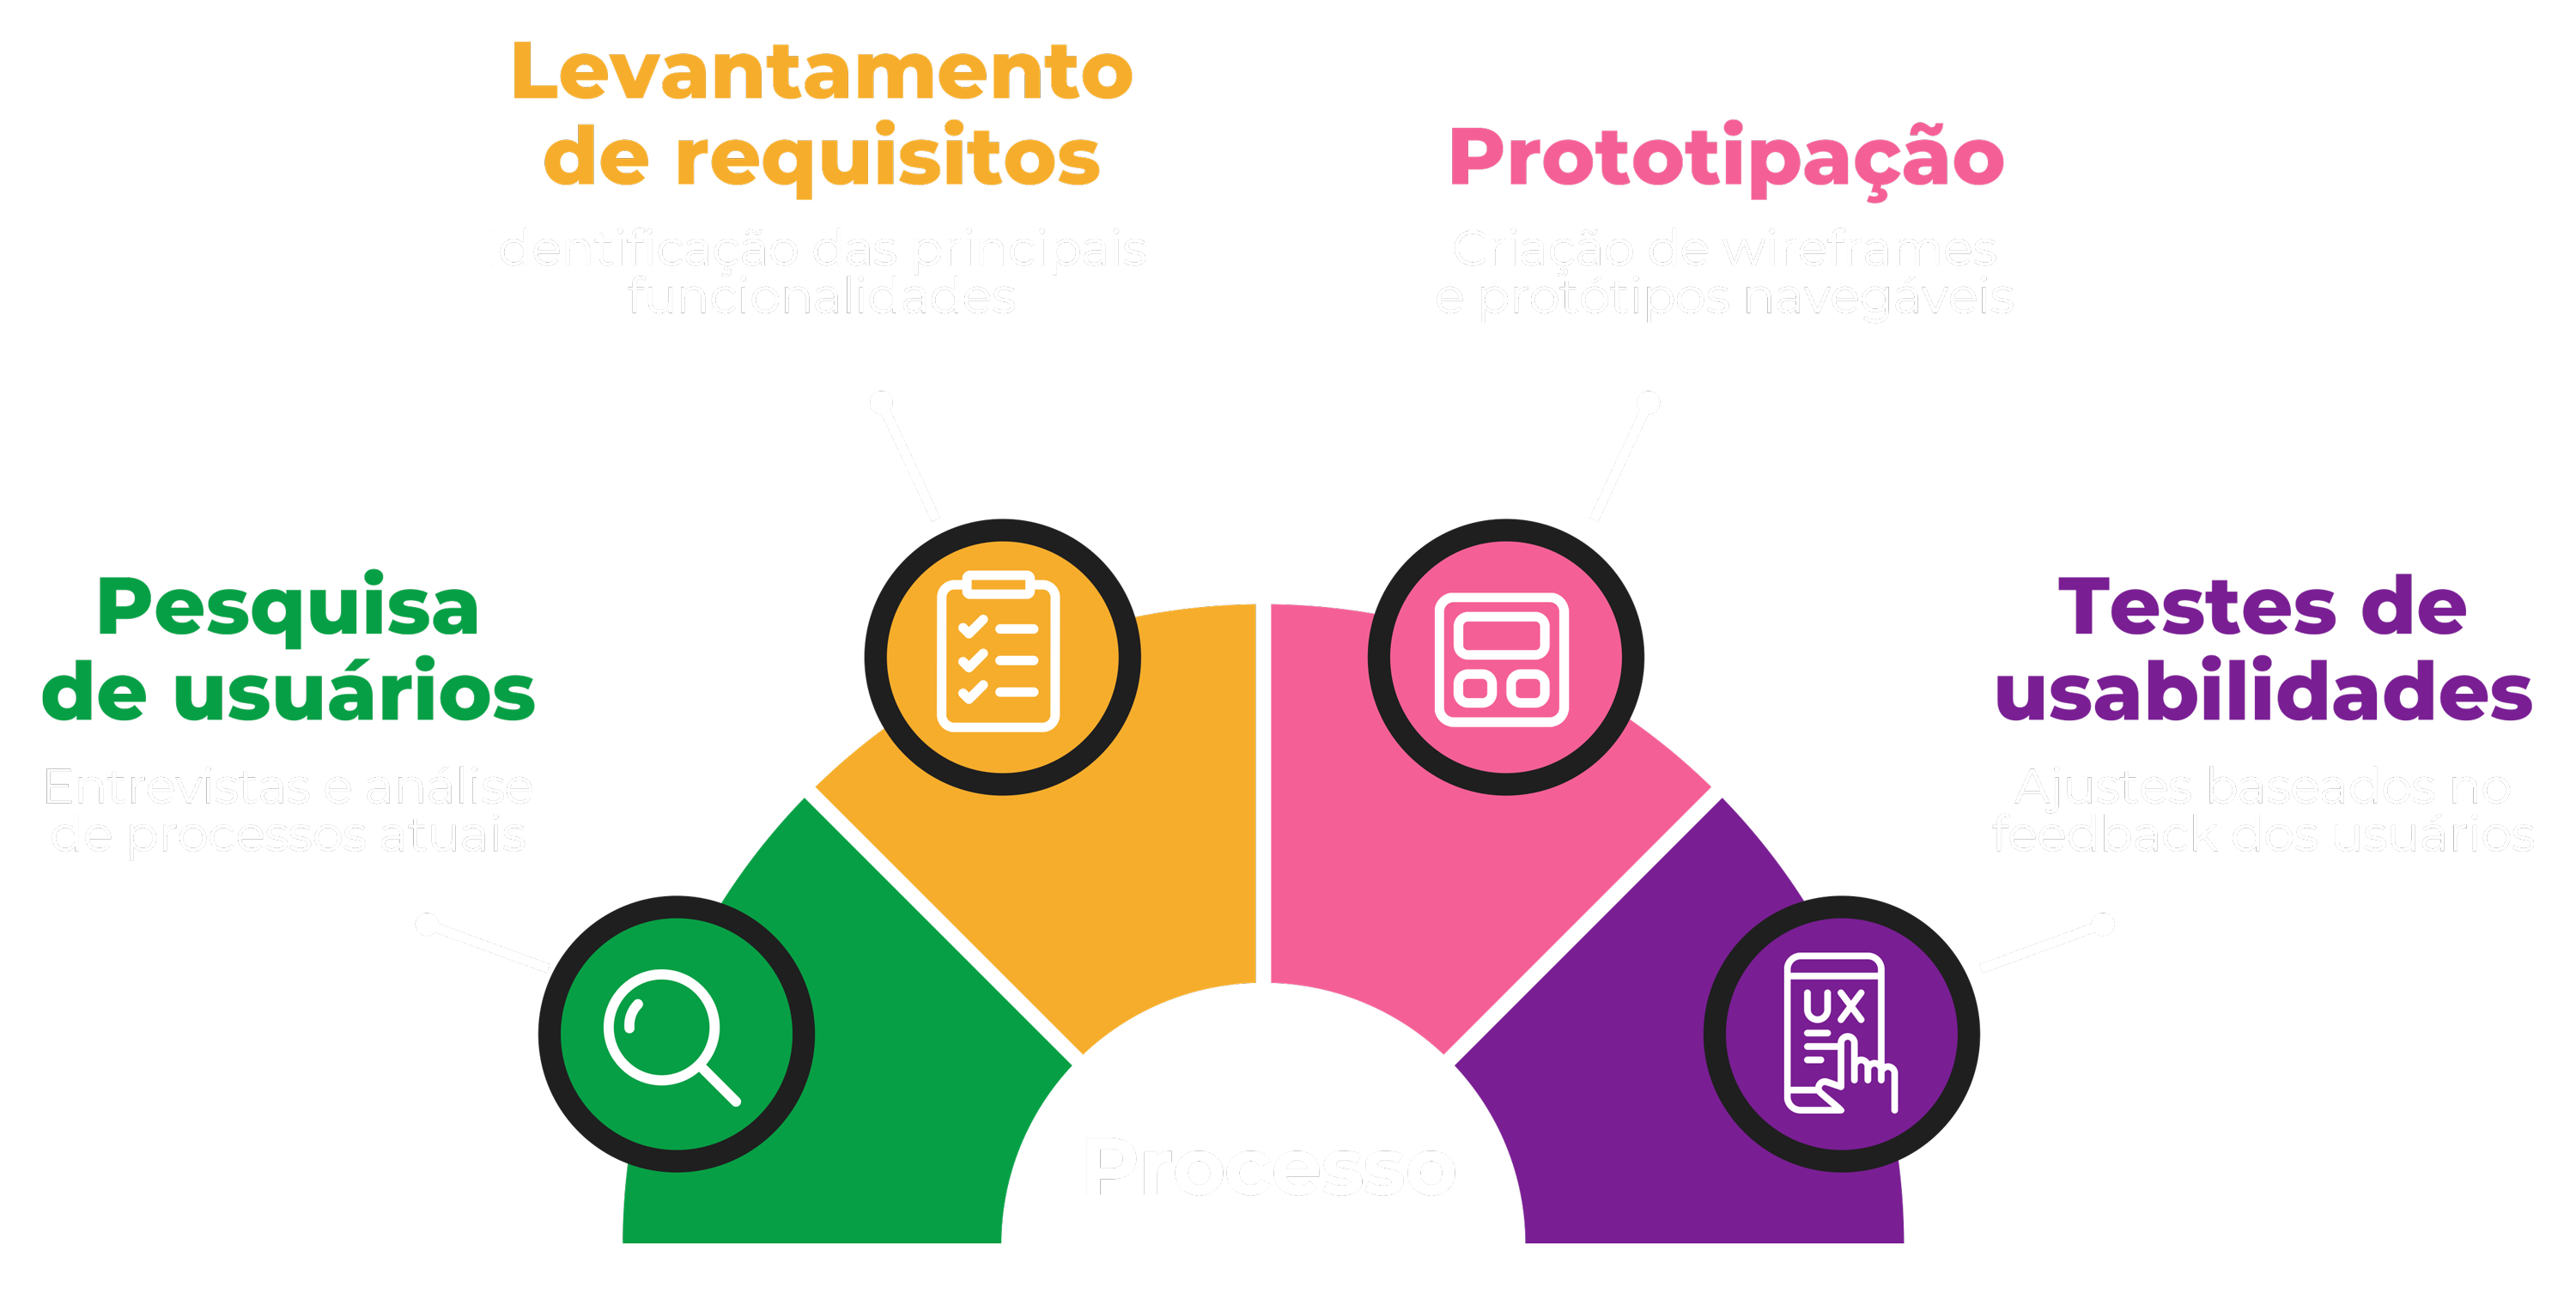 Levantamento
de requisitos
Identificação das principais
funcionalidades
Prototipação
Criação de wireframes
e protótipos navegáveis
Pesquisa
de usuários
Entrevistas e análise
de processos atuais
Testes de
usabilidades
Ajustes baseados no
feedback dos usuários
UX
Processo